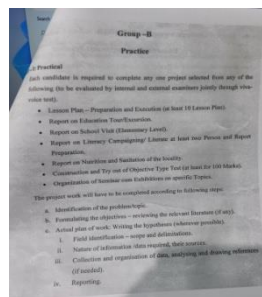 Group-B
Practice
Practical
Each candidate is required to complete any one project selected from any of the
following (to be evaluated by internal and external examiners jointly through viva-
voice test).
• Lesson Plan – Preparation and Execution (at least 10 Lesson Plan).
• Report on Education Tour/Excursion.
• Report on School Visit (Elementary Level).
• Report on Literacy Campaigning/ Literate at least two Person and Report
Preparation.
• Report on Nutrition and Sanitation of the locality.
• Construction and Try out of Objective Type Test (at least for 100 Marks).
• Organization of Seminar cum Exhibitions on specific Topics.
The project work will have to be completed according to following steps:
a. Identification of the problem/topic.
b. Formulating the objectives – reviewing the relevant literature (if any).
c. Actual plan of work: Writing the hypotheses (wherever possible).
i. Field identification – scope and delimitations.
ii. Nature of information /data required, their sources.
iii. Collection and organisation of data, analysing and drawing references
(if needed).
iv. Reporting.